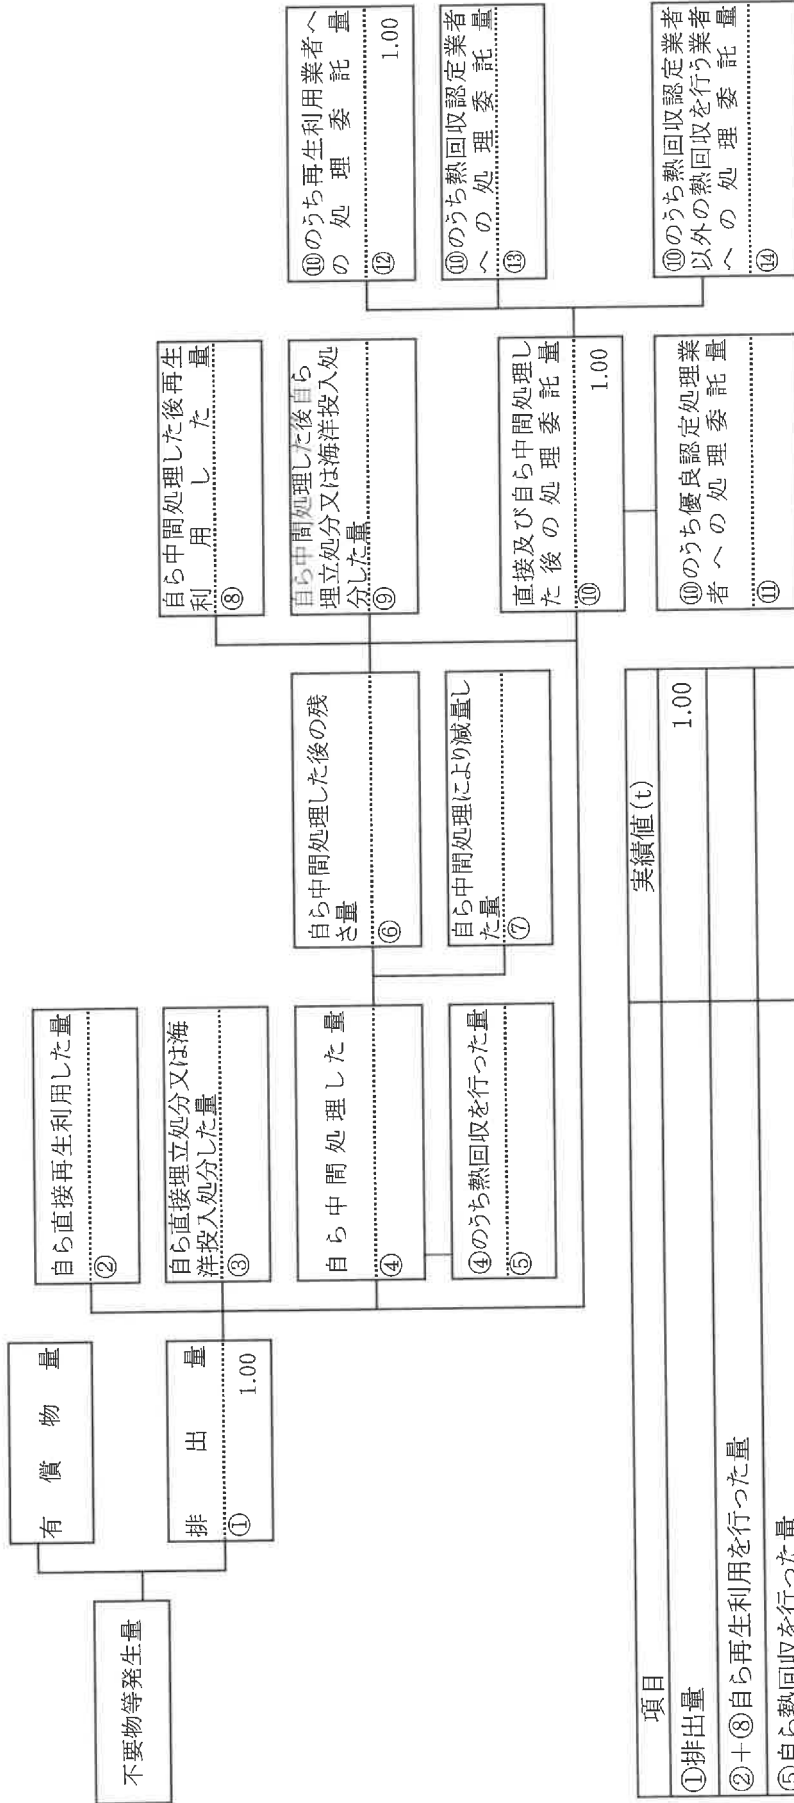 不要物等発生量
有償物量
排出量
① 1.00
自ら直接再生利用した量
②
自ら直接埋立処分又は海
洋投入処分した量
③
自ら中間処理した量
④
④のうち熱回収を行った量
⑤
自ら中間処理した後の残
さ量
⑥
自ら中間処理により減量し
た量
⑦
自ら中間処理した後再生
利用した量
⑧
自ら中間処理した後自ら
埋立処分又は海洋投入処
分した量
⑨
直接及び自ら中間処理し
た後の処理委託量
⑩ 1.00
⑩のうち優良認定処理業
者への処理委託量
⑪
⑩のうち再生利用業者へ
の処理委託量
⑫ 1.00
⑩のうち熱回収認定業者
への処理委託量
⑬
⑩のうち熱回収認定業者
以外の熱回収を行う業者
への処理委託量
⑭
項目 実績値(t)
①排出量 1.00
②+⑧自ら再生利用を行った量
⑤自ら熱回収を行った量